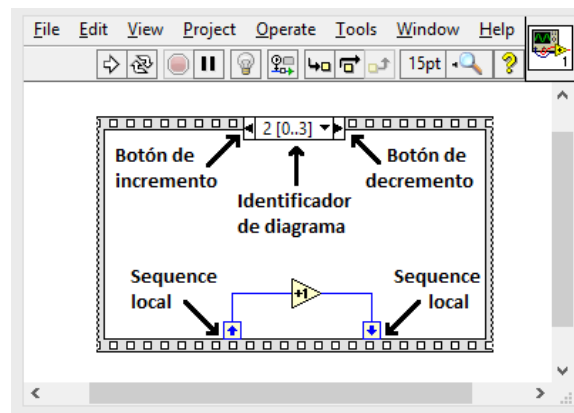 File Edit View Project Operate Tools Window Help
15pt
1
2 [0..3]
Botón de
incremento
Botón de
decremento
Identificador
de diagrama
Sequence
local
Sequence
local
+1